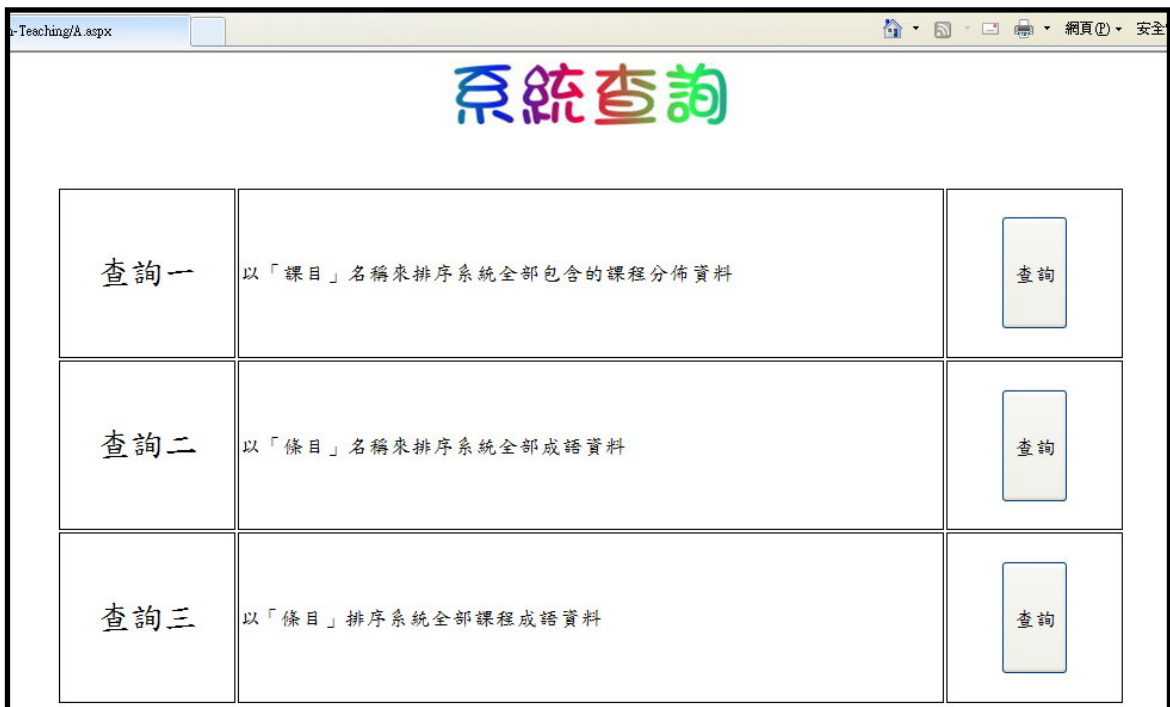 n-Teaching/A.aspx
網頁(P)
系統查詢
查詢一
以「課目」名稱來排序系統全部包含的課程分佈資料
查詢
查詢二
以「條目」名稱來排序系統全部成語資料
查詢
查詢三
以「條目」排序系統全部課程成語資料
查詢